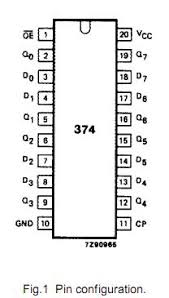 OE 1 20 VCC
Q0 2 19 Q7
D0 3 18 D7
D1 4 17 D6
Q1 5 374 16 Q6
Q2 6 15 Q5
D2 7 14 D5
D3 8 13 D4
Q3 9 12 Q4
GND 10 11 CP
7Z90965
Fig.1 Pin configuration.